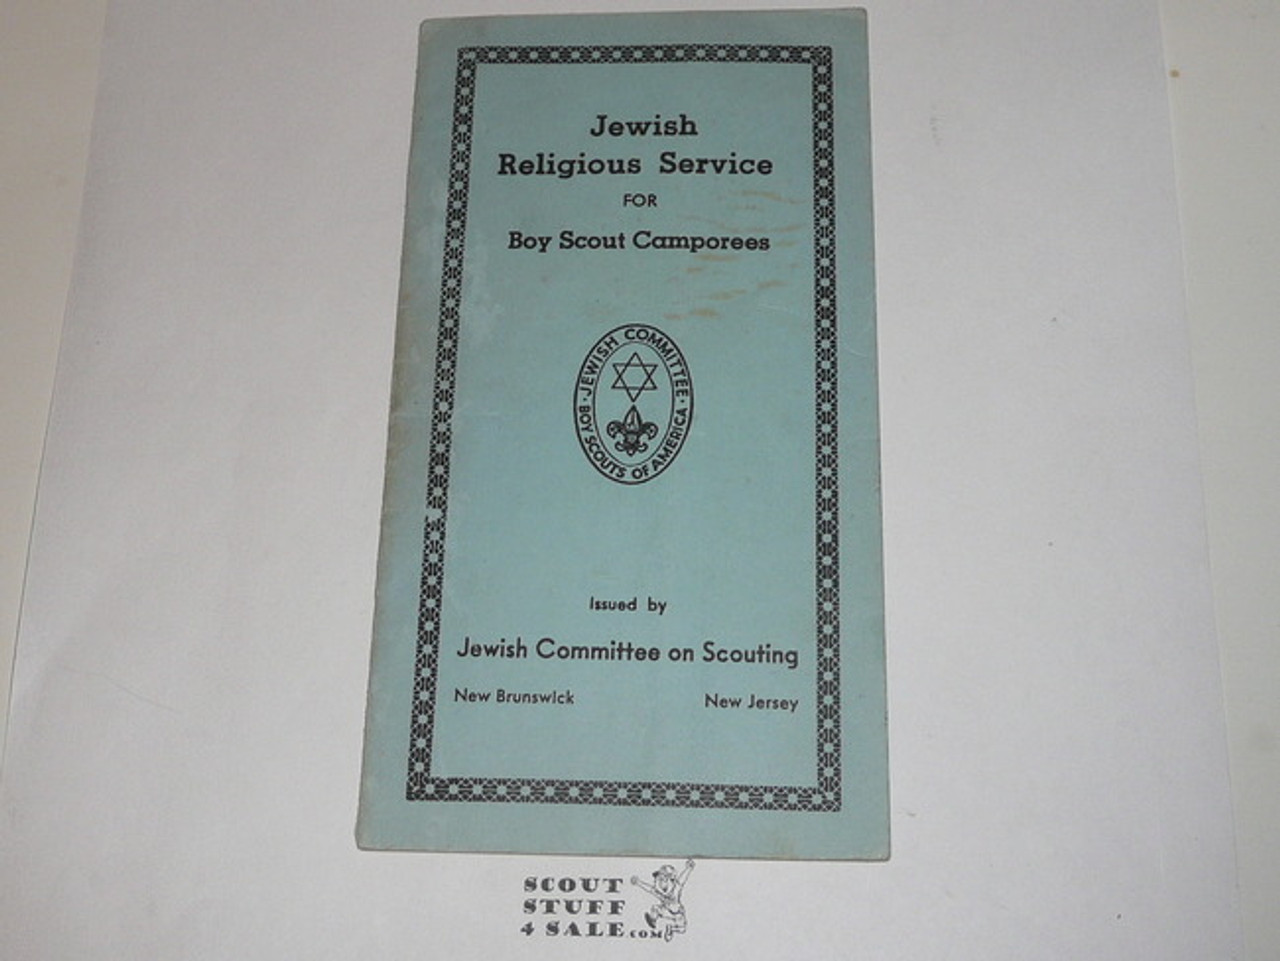 Jewish
Religious Service
FOR
Boy Scout Camporees
JEWISH COMMITTEE
· BOY SCOUTS OF AMERICA ·
Issued by
Jewish Committee on Scouting
New Brunswick New Jersey
SCOUT
STUFF
4 SALE.COM